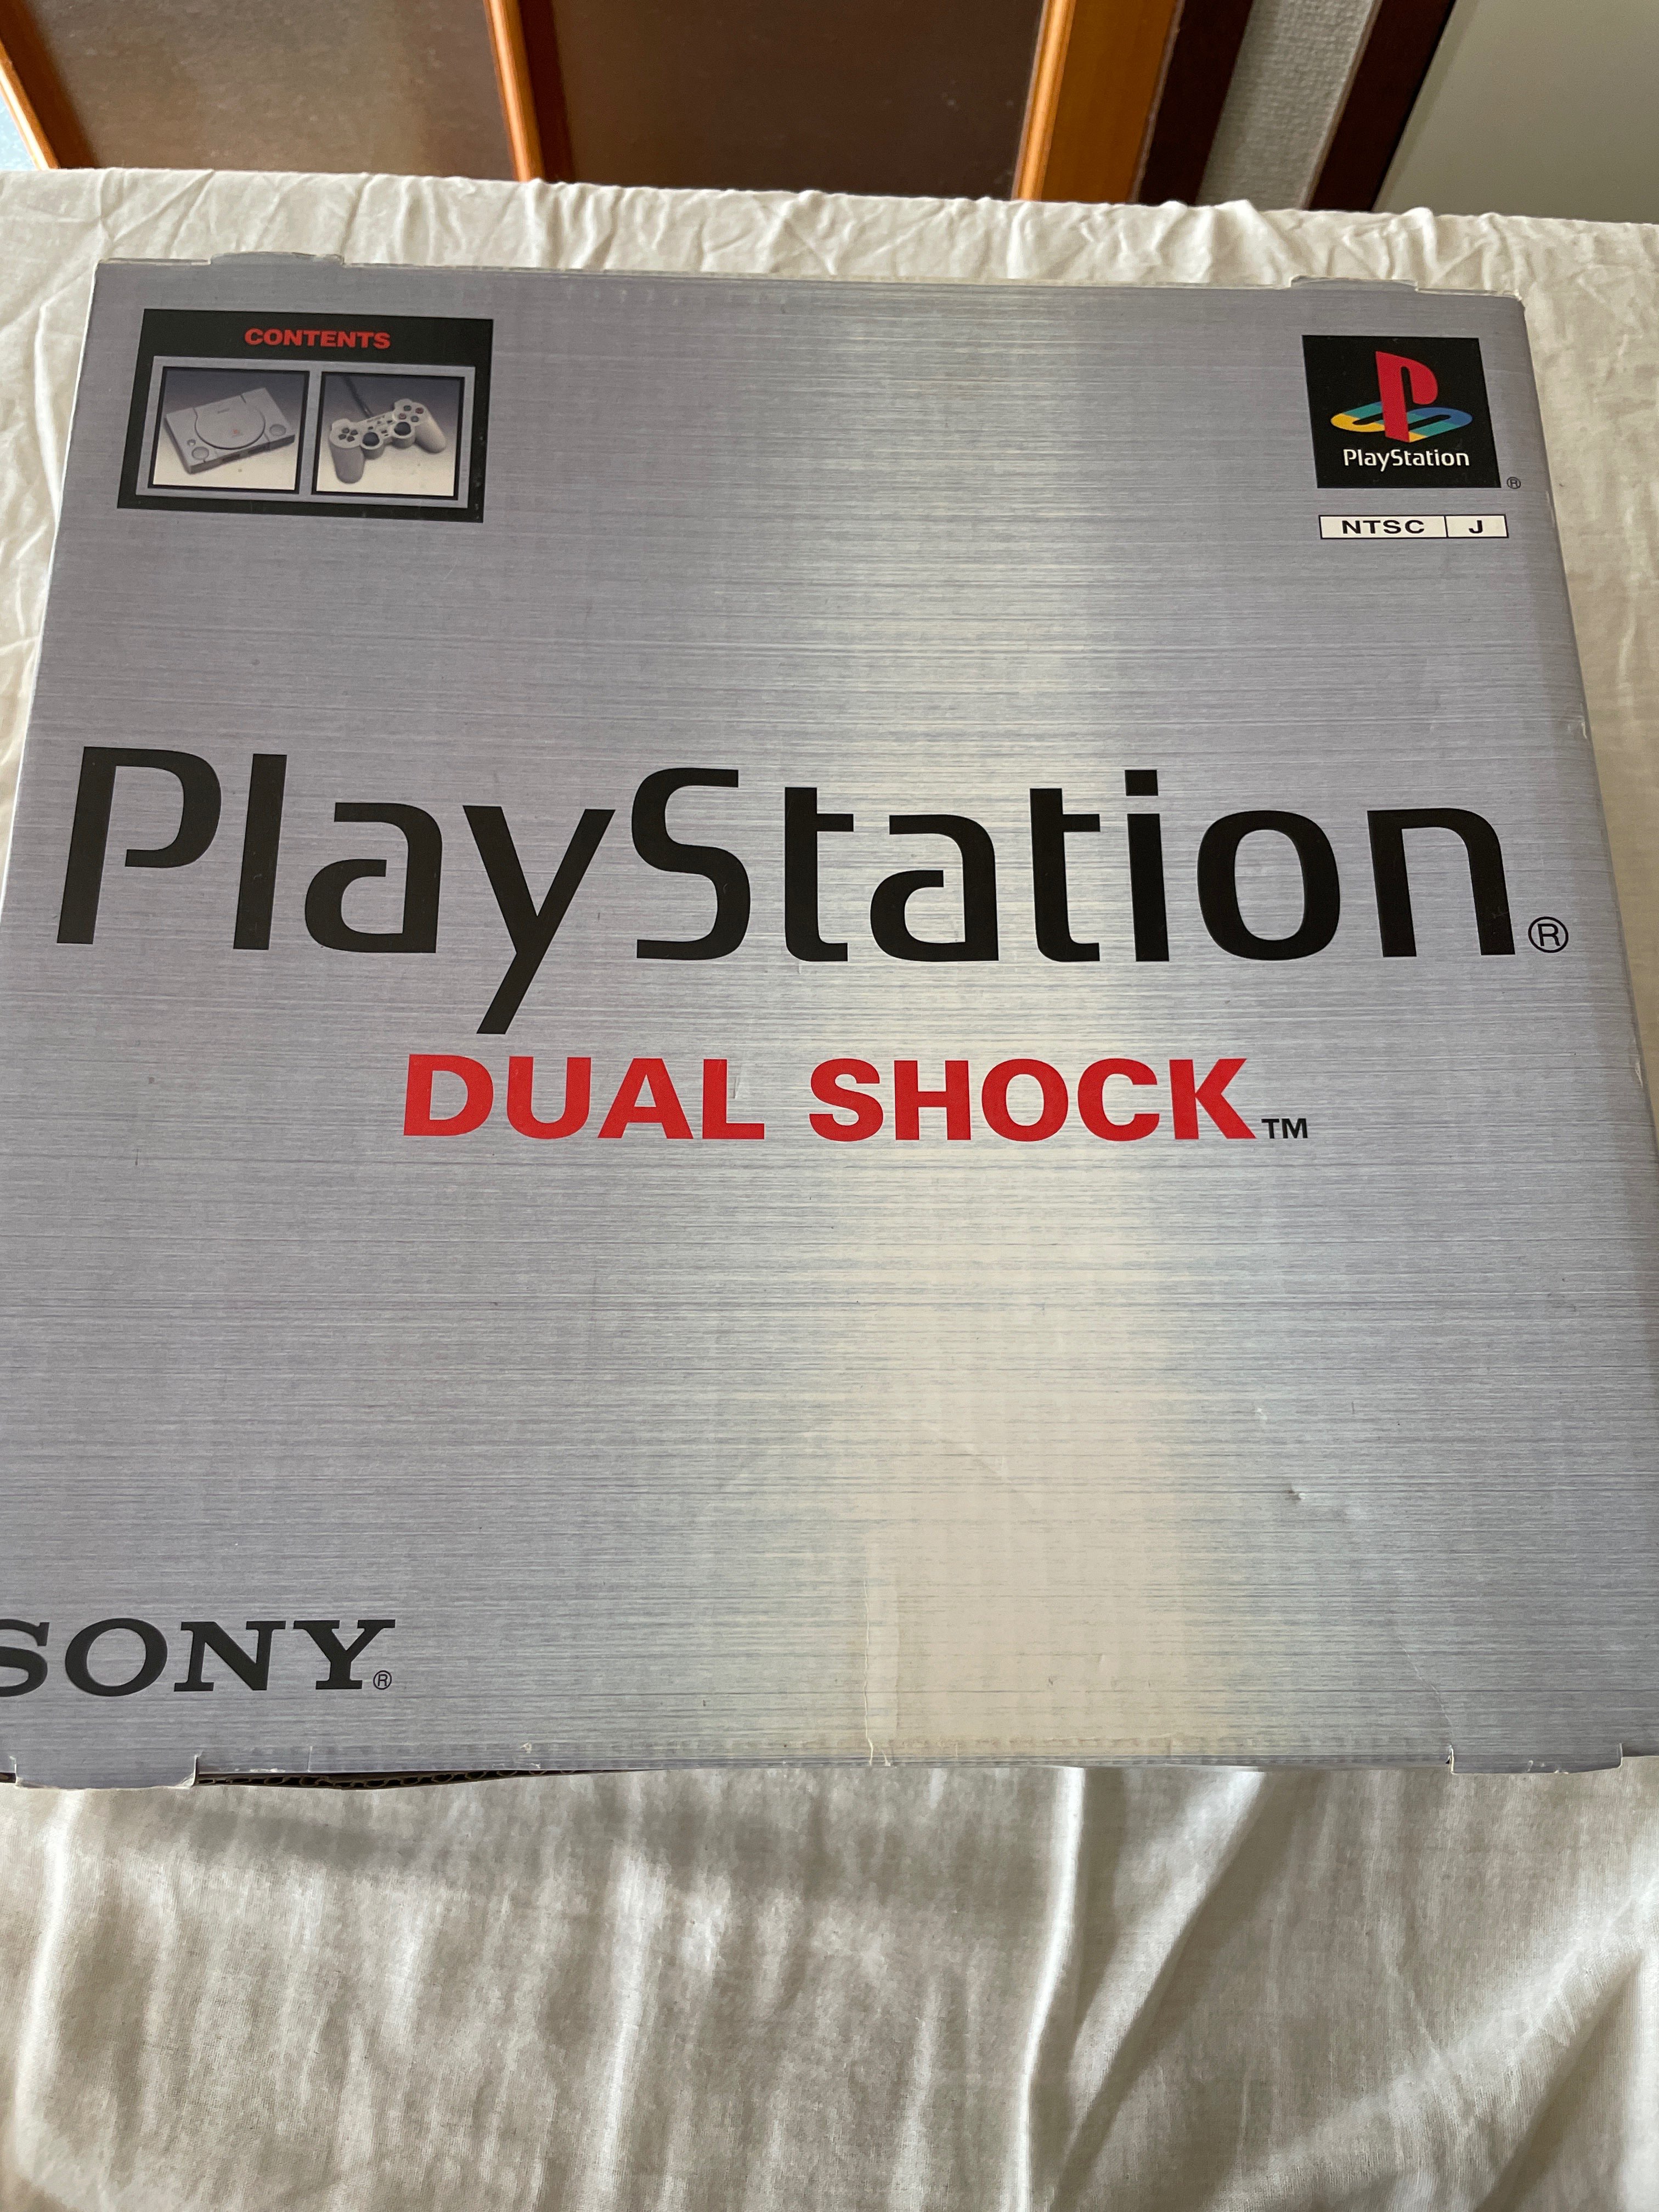 CONTENTS
PlayStation
®
NTSC J
PlayStation®
DUAL SHOCK™
SONY®